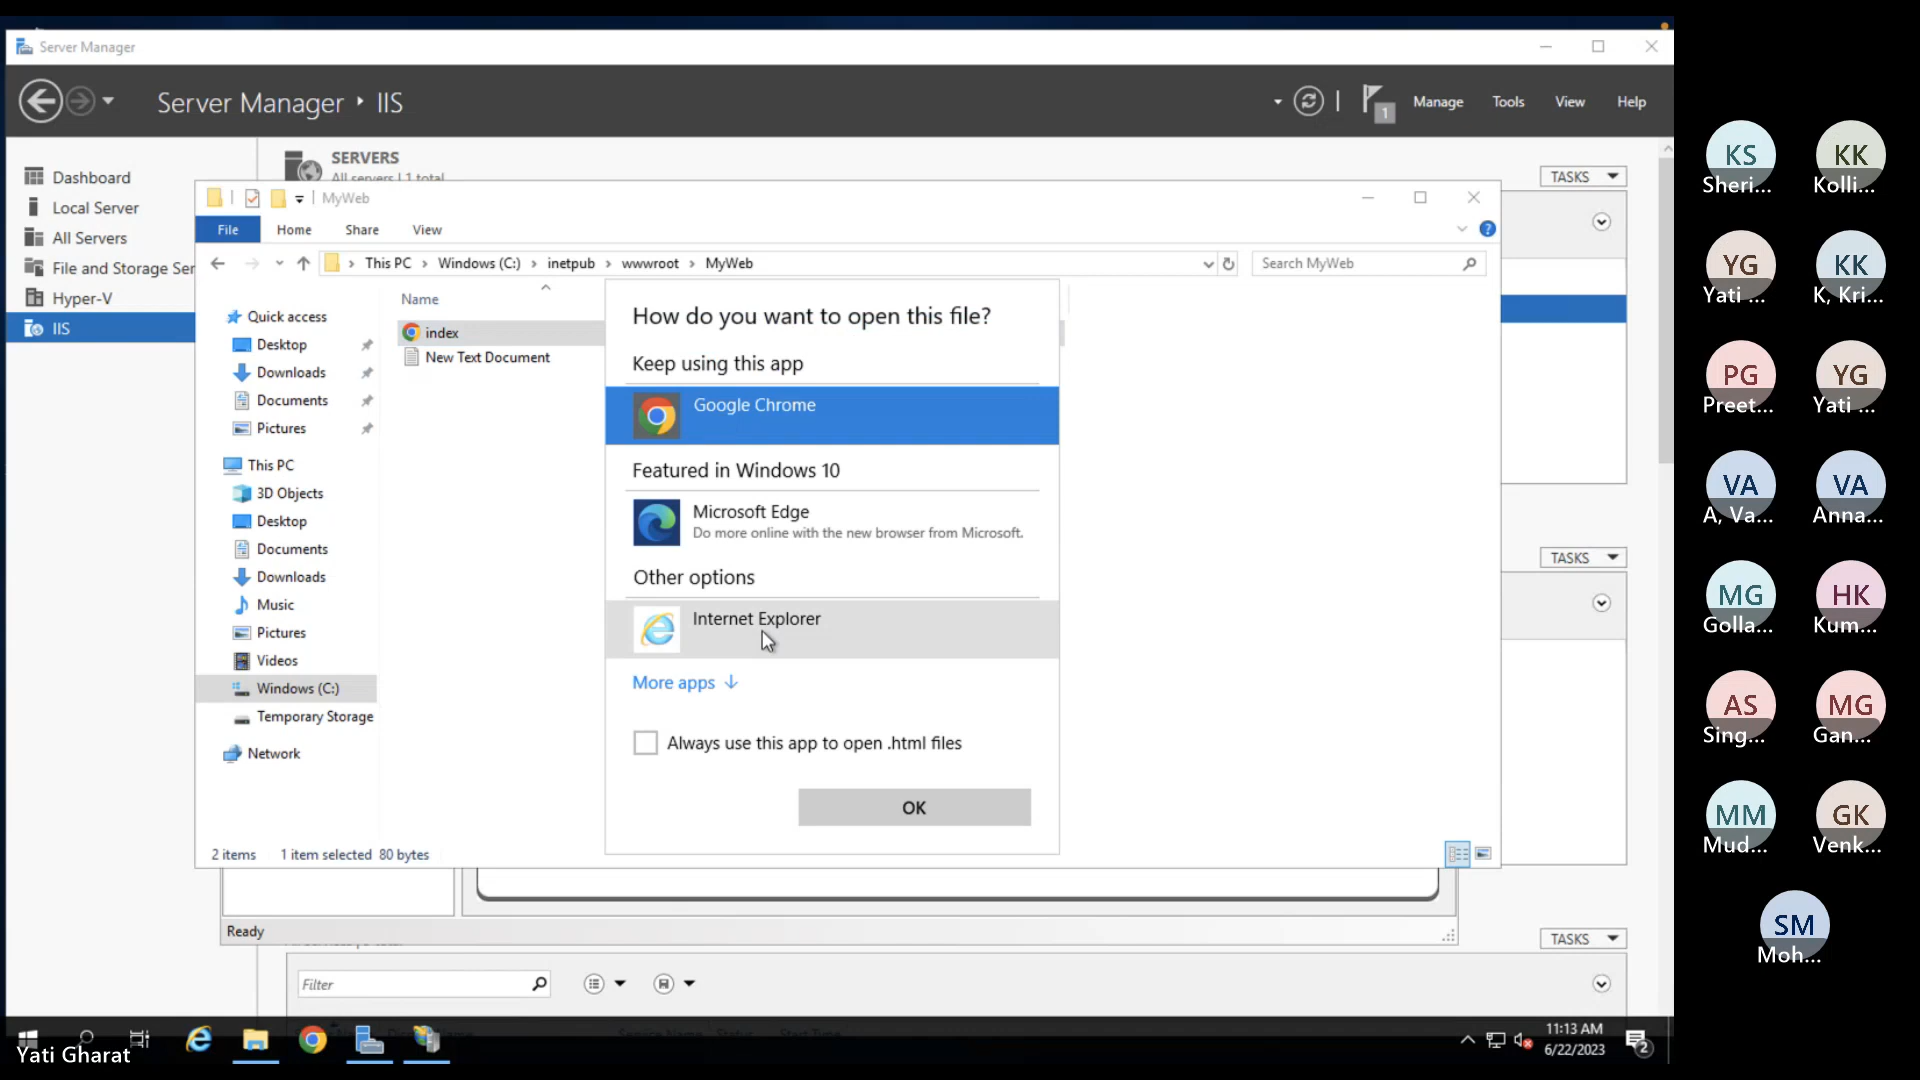 Server Manager
Server Manager ‣ IIS
1
Manage
Tools
View
Help
Dashboard
Local Server
All Servers
File and Storage Ser
Hyper-V
IIS
SERVERS
All servers | 1 total
TASKS
MyWeb
File
Home
Share
View
This PC › Windows (C:) › inetpub › wwwroot › MyWeb
Search MyWeb
Quick access
Desktop
Downloads
Documents
Pictures
This PC
3D Objects
Desktop
Documents
Downloads
Music
Pictures
Videos
Windows (C:)
Temporary Storage
Network
Name
index
New Text Document
How do you want to open this file?
Keep using this app
Google Chrome
Featured in Windows 10
Microsoft Edge
Do more online with the new browser from Microsoft.
Other options
Internet Explorer
More apps
Always use this app to open .html files
OK
2 items
1 item selected
80 bytes
TASKS
Ready
TASKS
Filter
Yati Gharat
11:13 AM
6/22/2023
2
KS
Sheri...
KK
Kolli...
YG
Yati ...
KK
K, Kri...
PG
Preet...
YG
Yati ...
VA
A, Va...
VA
Anna...
MG
Golla...
HK
Kum...
AS
Sing...
MG
Gan...
MM
Mud...
GK
Venk...
SM
Moh...